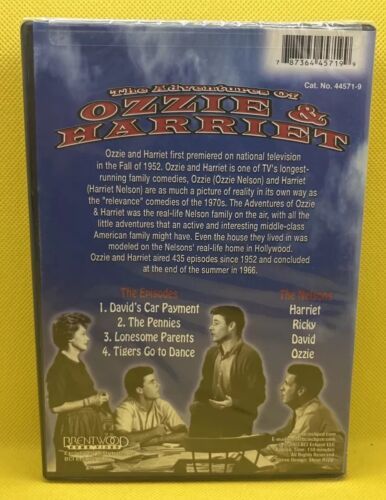 7 87364 45719 9
Cat. No. 44571-9
The Adventures Of
OZZIE &
HARRIET
Ozzie and Harriet first premiered on national television
in the Fall of 1952. Ozzie and Harriet is one of TV's longest-
running family comedies, Ozzie (Ozzie Nelson) and Harriet
(Harriet Nelson) are as much a picture of reality in its own way as
the "relevance" comedies of the 1970s. The Adventures of Ozzie
& Harriet was the real-life Nelson family on the air, with all the
little adventures that an active and interesting middle-class
American family might have. Even the house they lived in was
modeled on the Nelsons' real-life home in Hollywood.
Ozzie and Harriet aired 435 episodes since 1952 and concluded
at the end of the summer in 1966.
The Episodes
1. David's Car Payment
2. The Pennies
3. Lonesome Parents
4. Tigers Go to Dance
The Nelsons
Harriet
Ricky
David
Ozzie
BRENTWOOD
HOME VIDEO
All Rights Reserved